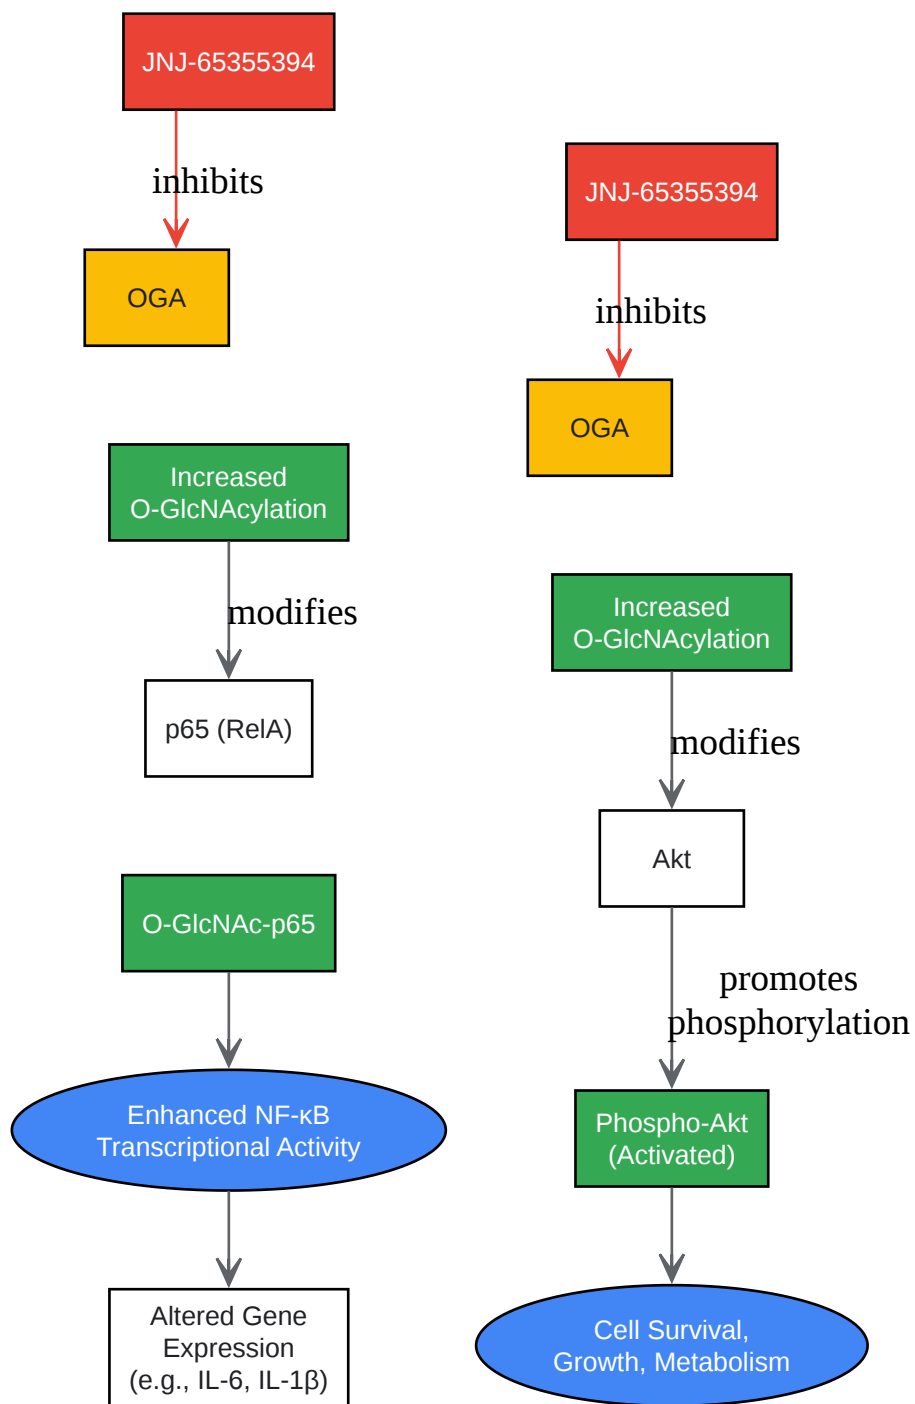 JNJ-65355394
inhibits
OGA
Increased
O-GlcNAcylation
modifies
p65 (RelA)
O-GlcNAc-p65
Enhanced NF-κB
Transcriptional Activity
Altered Gene
Expression
(e.g., IL-6, IL-1β)
JNJ-65355394
inhibits
OGA
Increased
O-GlcNAcylation
modifies
Akt
promotes
phosphorylation
Phospho-Akt
(Activated)
Cell Survival,
Growth, Metabolism